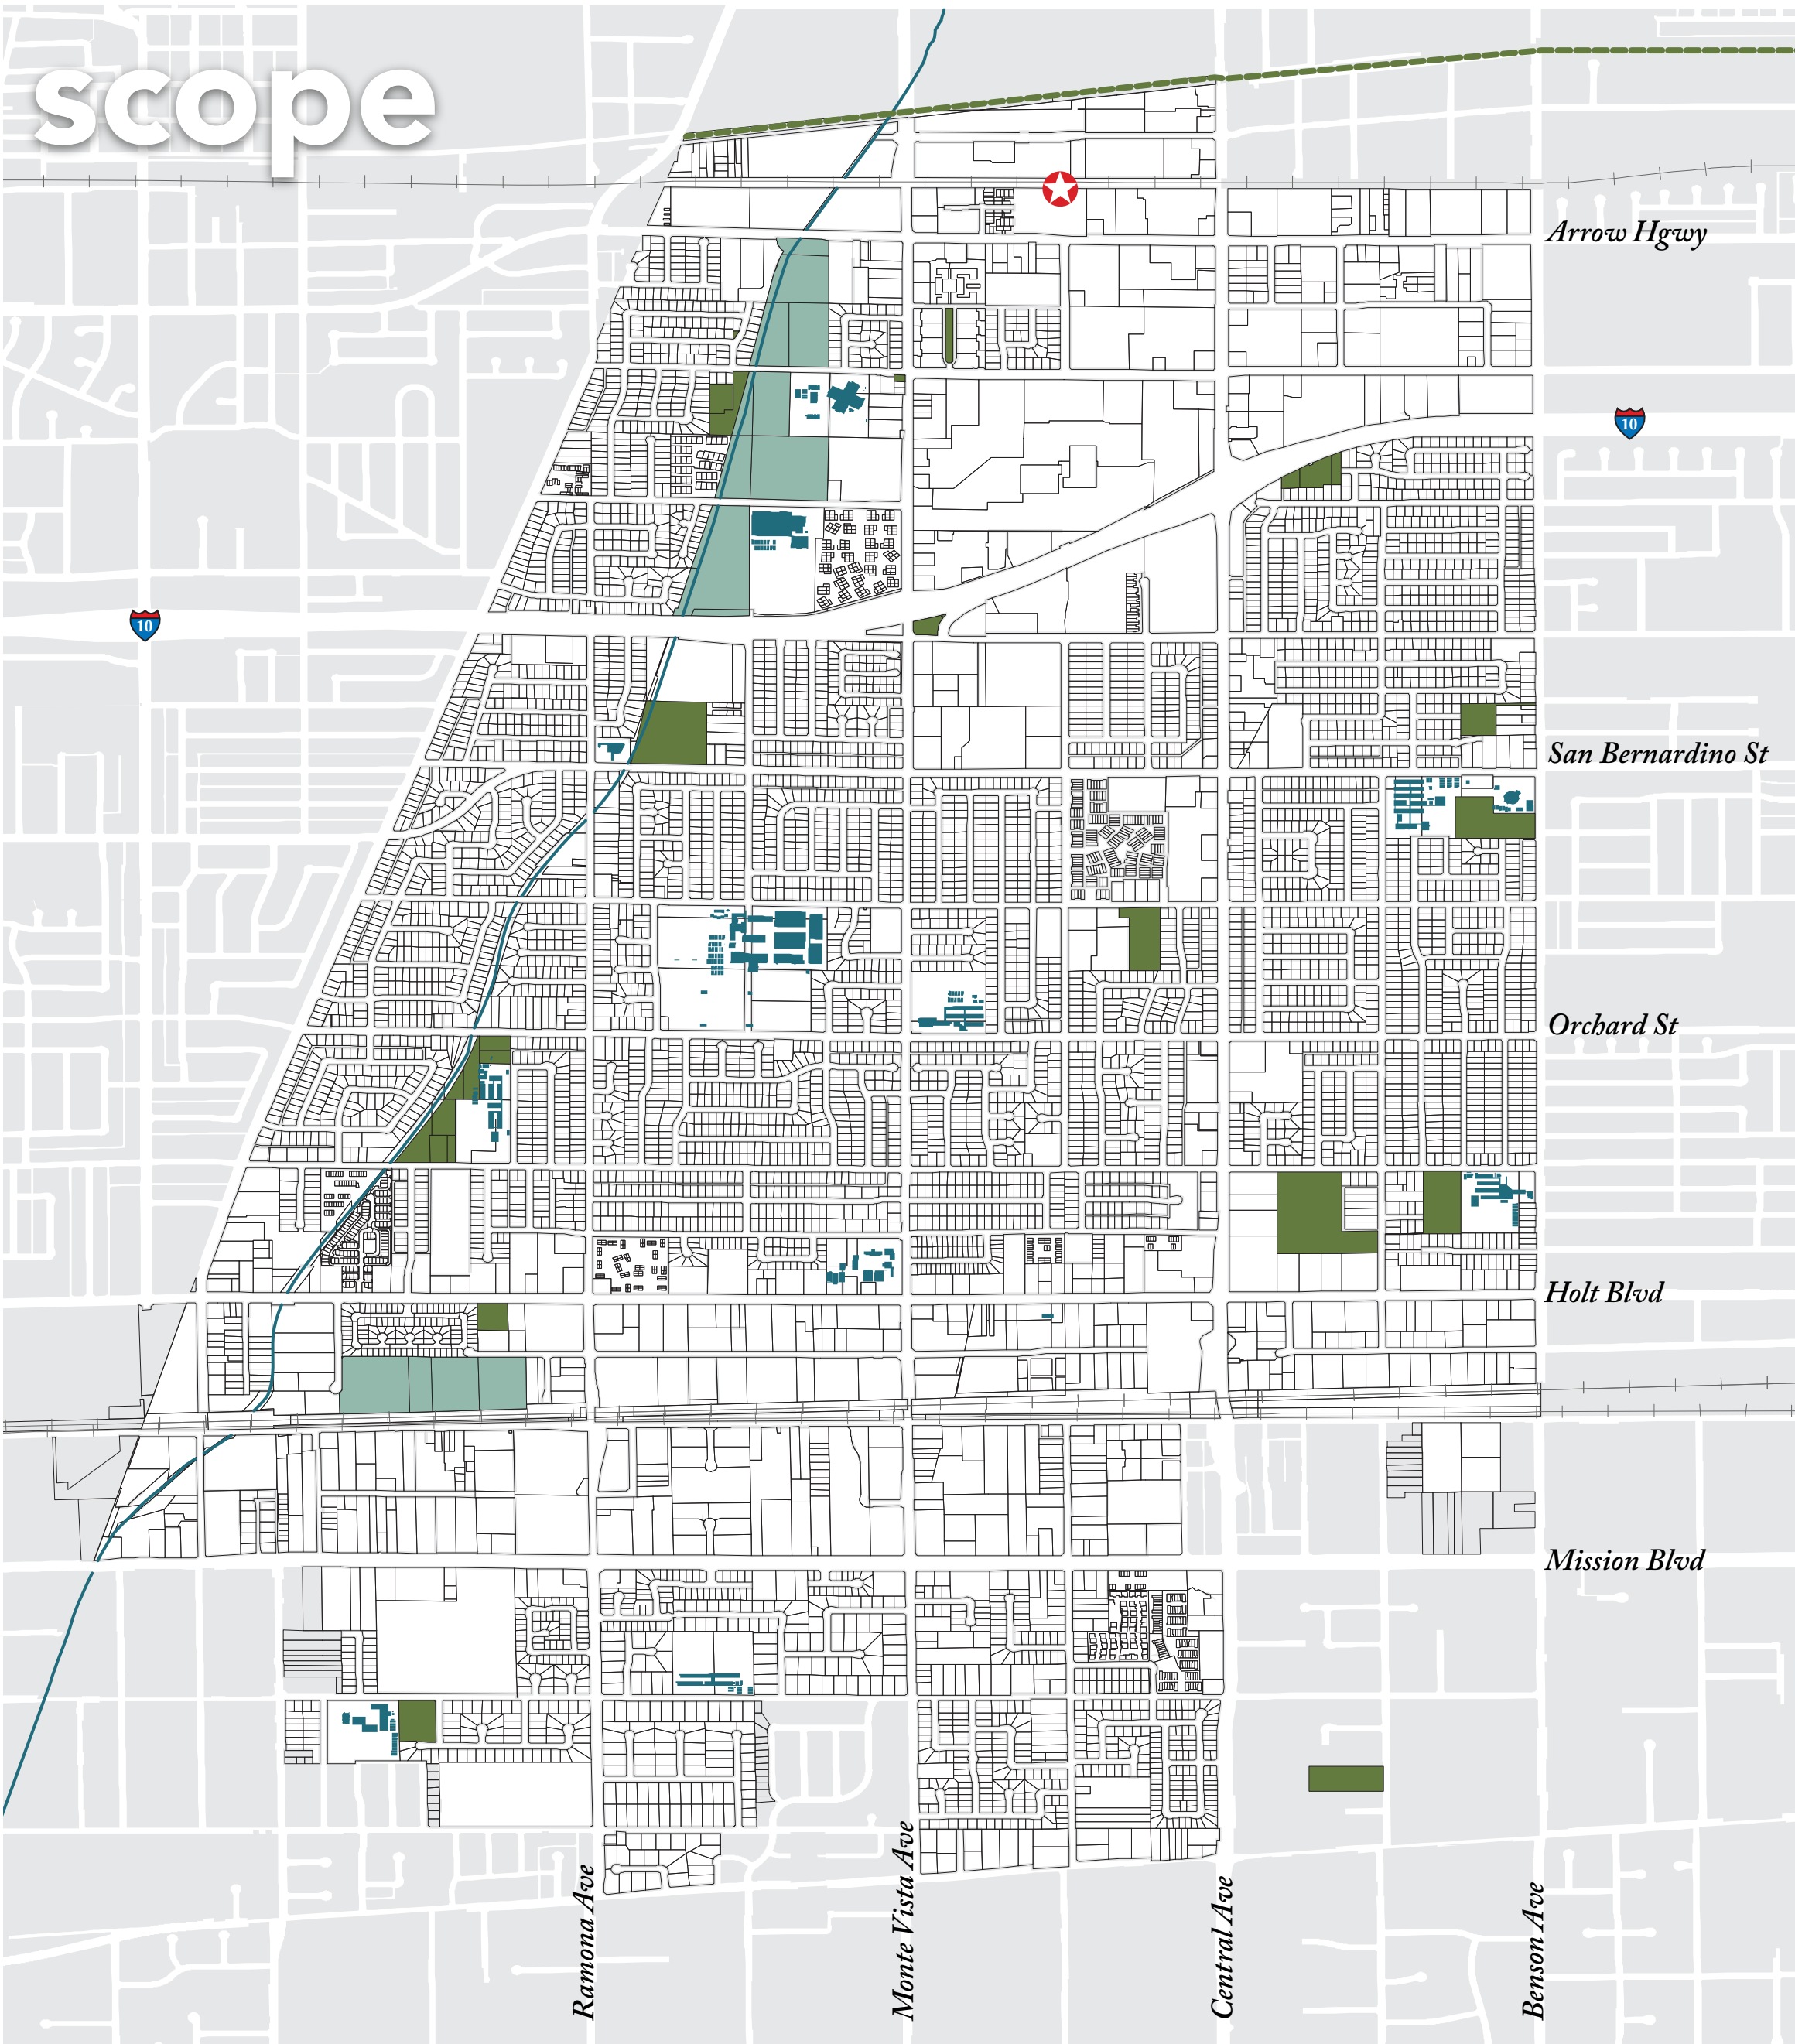 scope
Arrow Hgwy
10
10
San Bernardino St
Orchard St
Holt Blvd
Mission Blvd
Ramona Ave
Monte Vista Ave
Central Ave
Benson Ave